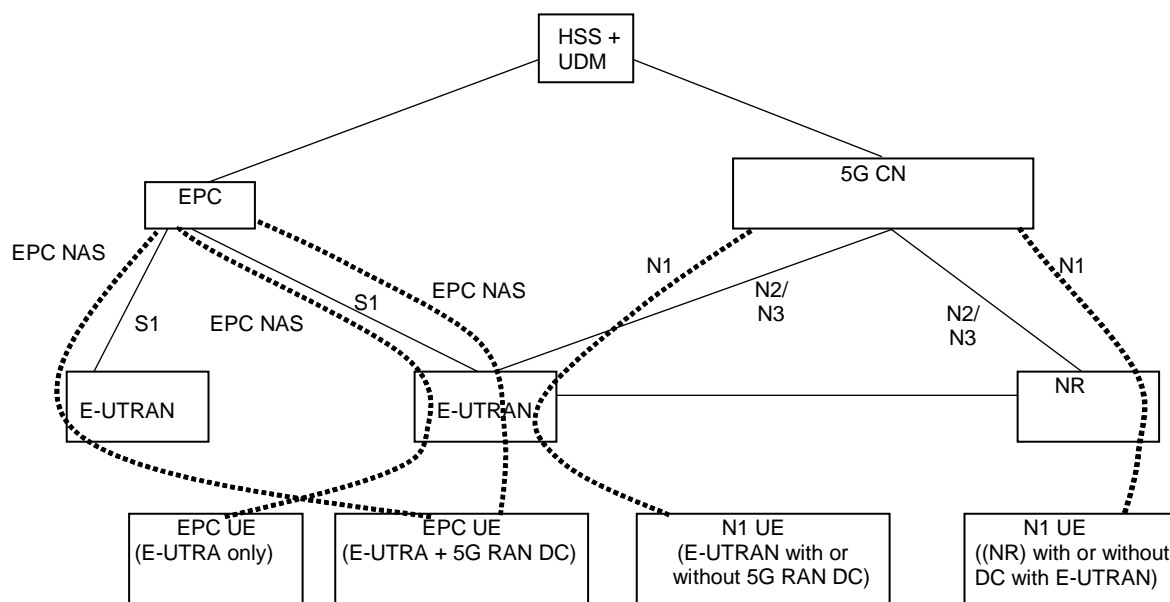 HSS +
UDM
EPC
5G CN
EPC NAS
N1
N1
EPC NAS
N2/
N3
S1
N2/
N3
S1
EPC NAS
E-UTRAN
E-UTRAN
NR
EPC UE
(E-UTRA only)
EPC UE
(E-UTRA + 5G RAN DC)
N1 UE
(E-UTRAN with or
without 5G RAN DC)
N1 UE
((NR) with or without
DC with E-UTRAN)